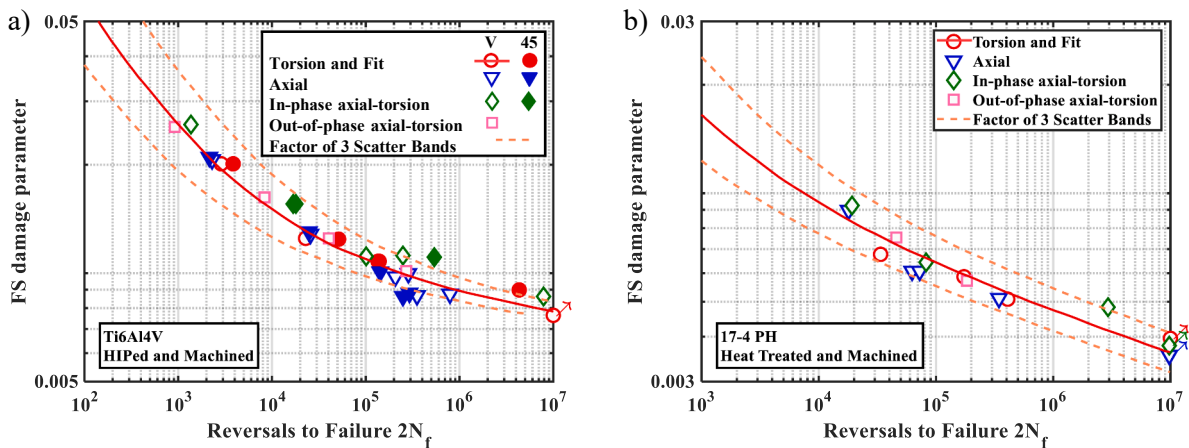 a)
0.05
FS damage parameter
0.005
V 45
Torsion and Fit
Axial
In-phase axial-torsion
Out-of-phase axial-torsion
Factor of 3 Scatter Bands
Ti6Al4V
HIPed and Machined
10^2 10^3 10^4 10^5 10^6 10^7
Reversals to Failure 2N_f
b)
0.03
FS damage parameter
0.003
Torsion and Fit
Axial
In-phase axial-torsion
Out-of-phase axial-torsion
Factor of 3 Scatter Bands
17-4 PH
Heat Treated and Machined
10^3 10^4 10^5 10^6 10^7
Reversals to Failure 2N_f